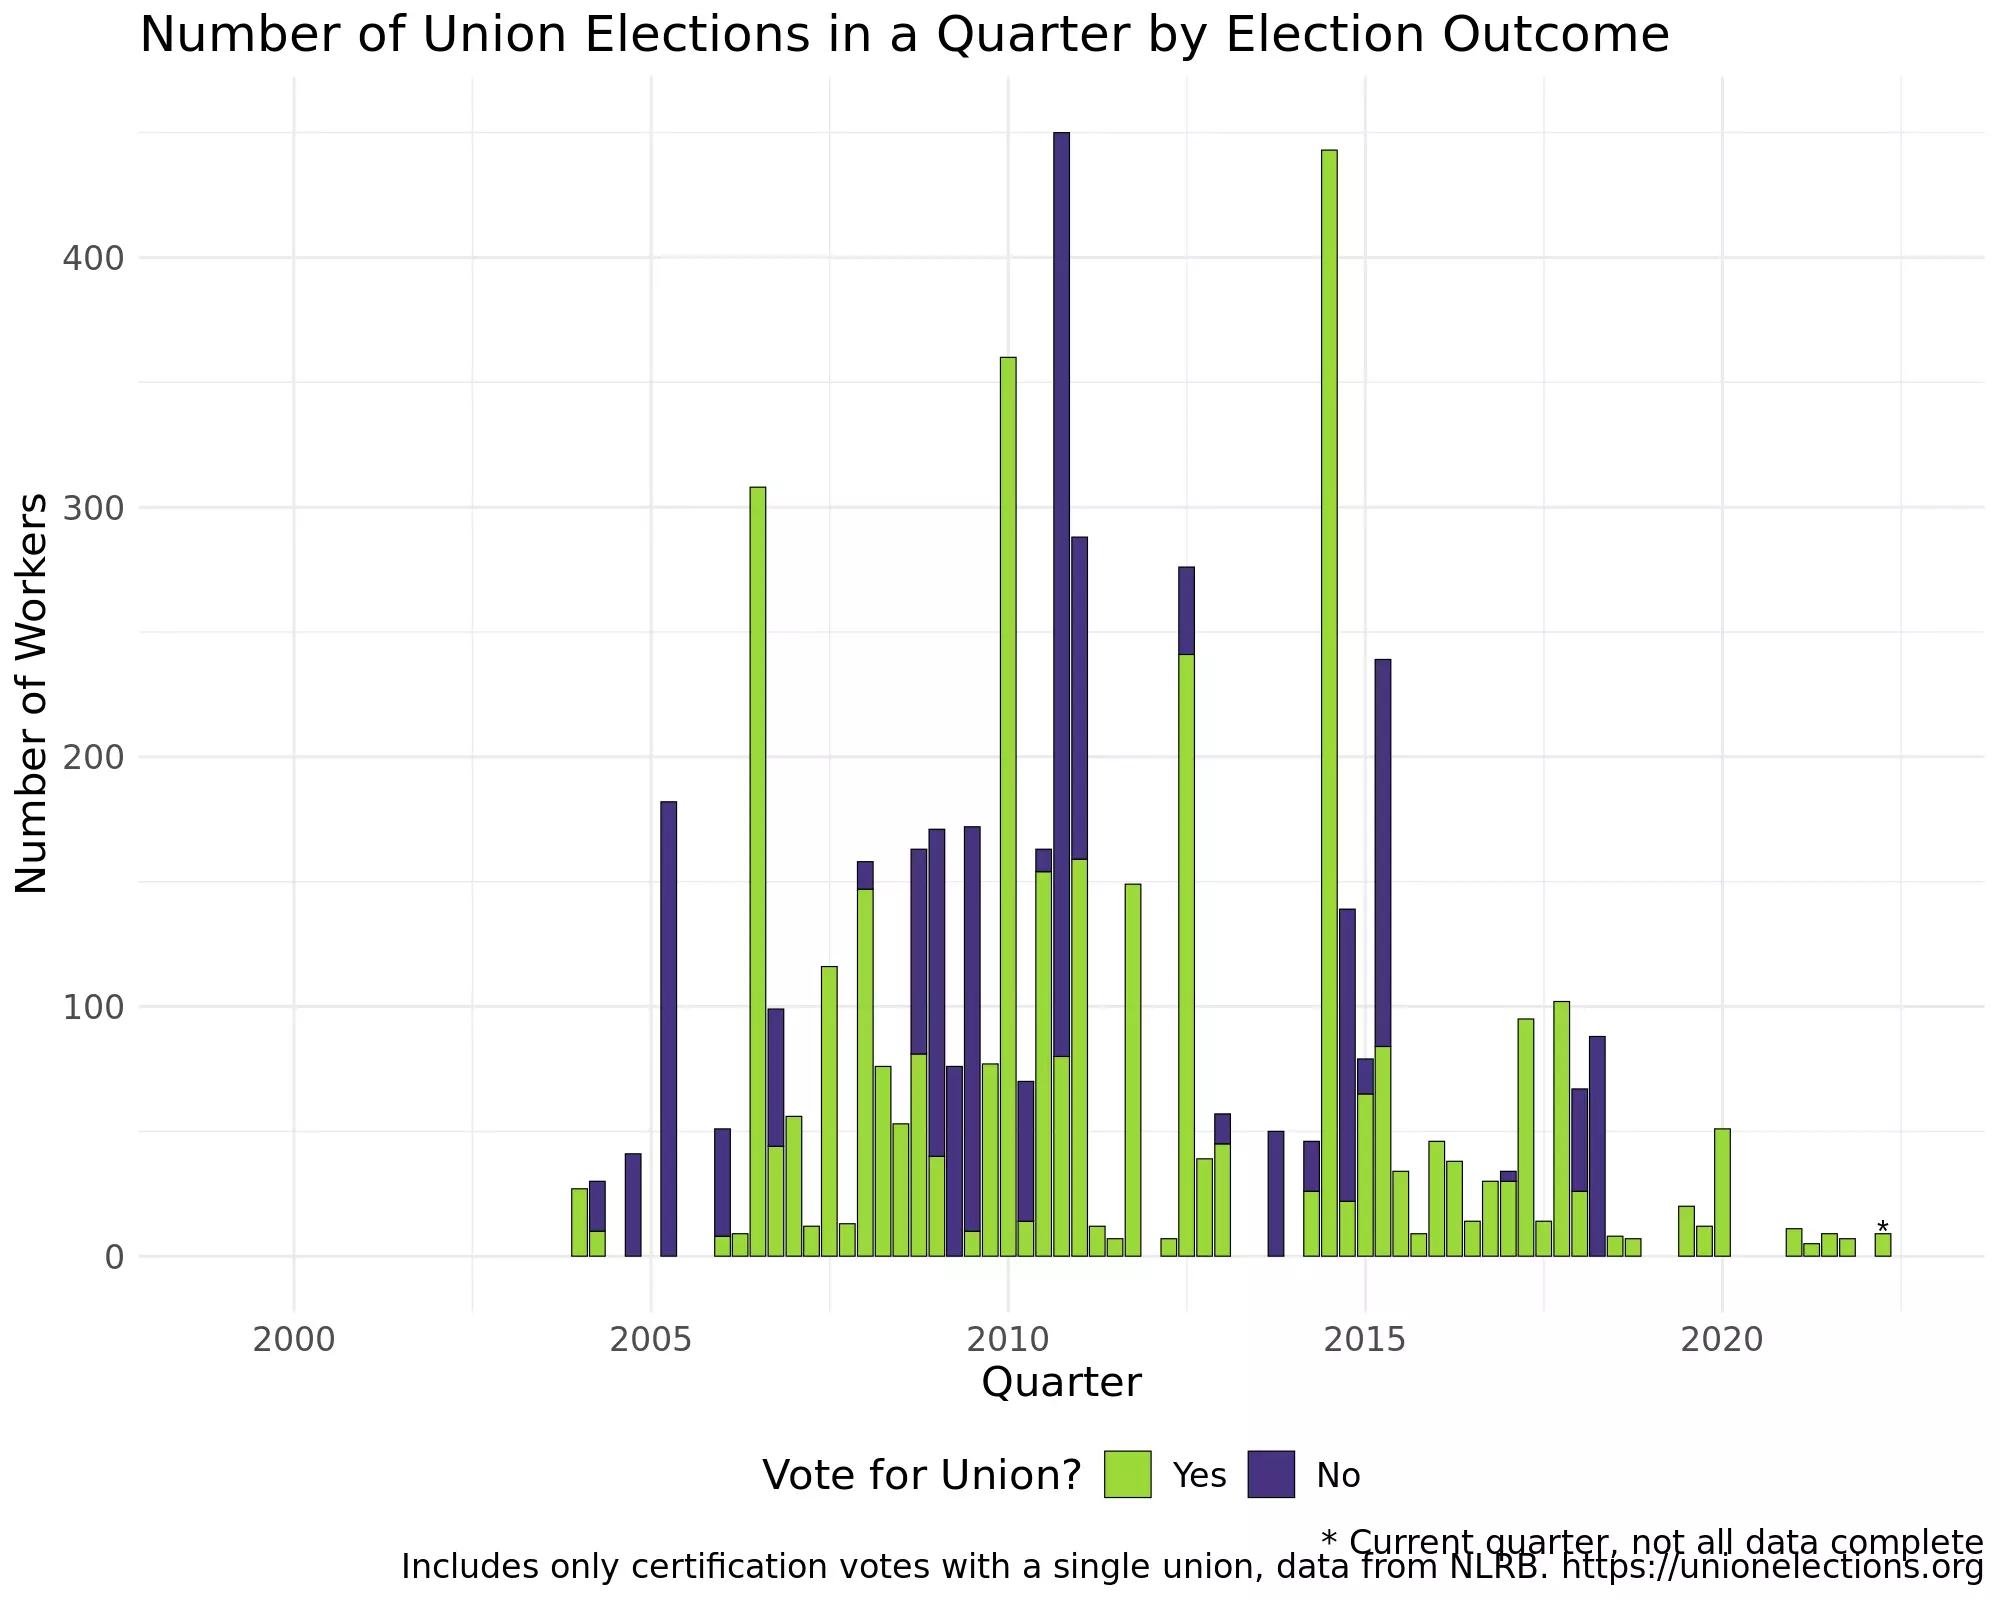 Number of Union Elections in a Quarter by Election Outcome
Number of Workers
400
300
200
100
0
*
2000 2005 2010 2015 2020
Quarter
Vote for Union? Yes No
* Current quarter, not all data complete
Includes only certification votes with a single union, data from NLRB. https://unionelections.org